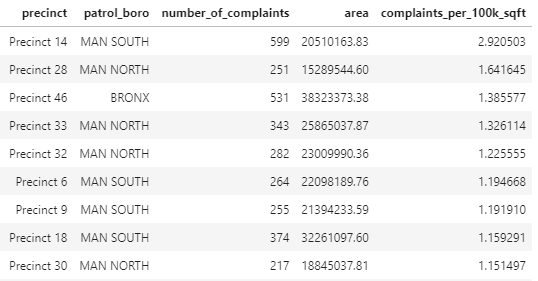 precinct patrol_boro number_of_complaints area complaints_per_100k_sqft
Precinct 14 MAN SOUTH 599 20510163.83 2.920503
Precinct 28 MAN NORTH 251 15289544.60 1.641645
Precinct 46 BRONX 531 38323373.38 1.385577
Precinct 33 MAN NORTH 343 25865037.87 1.326114
Precinct 32 MAN NORTH 282 23009990.36 1.225555
Precinct 6 MAN SOUTH 264 22098189.76 1.194668
Precinct 9 MAN SOUTH 255 21394233.59 1.191910
Precinct 18 MAN SOUTH 374 32261097.60 1.159291
Precinct 30 MAN NORTH 217 18845037.81 1.151497